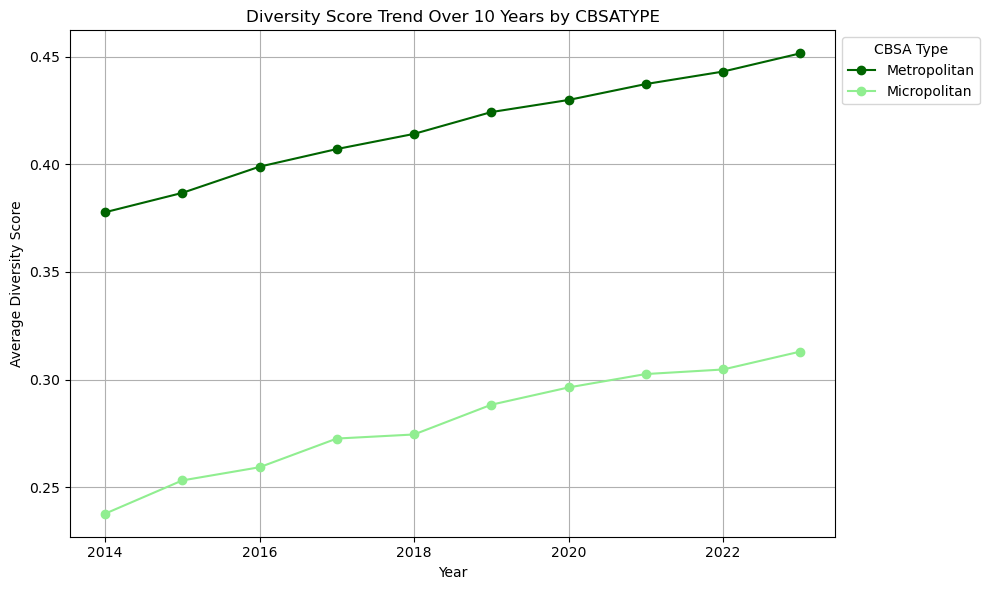 Diversity Score Trend Over 10 Years by CBSATYPE
CBSA Type
Metropolitan
Micropolitan
Average Diversity Score
0.45
0.40
0.35
0.30
0.25
2014 2016 2018 2020 2022
Year